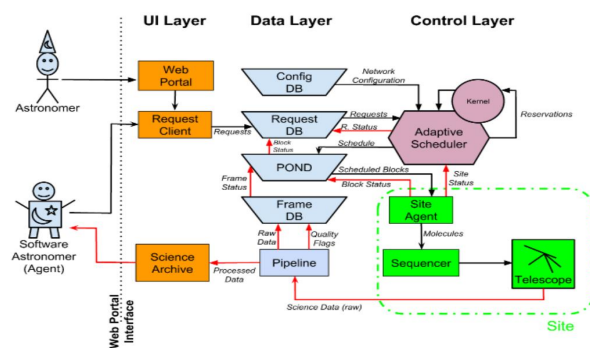 UI Layer
Data Layer
Control Layer
Astronomer
Web
Portal
Config
DB
Network
Configuration
Kernel
Request
Client
Requests
Request
DB
Requests
R. Status
Adaptive
Scheduler
Reservations
Block
Status
Schedule
POND
Scheduled Blocks
Block Status
Site
Status
Frame
Status
Frame
DB
Site
Agent
Raw
Data
Quality
Flags
Molecules
Software
Astronomer
(Agent)
Science
Archive
Processed
Data
Pipeline
Sequencer
Telescope
Science Data (raw)
Site
Web Portal
Interface